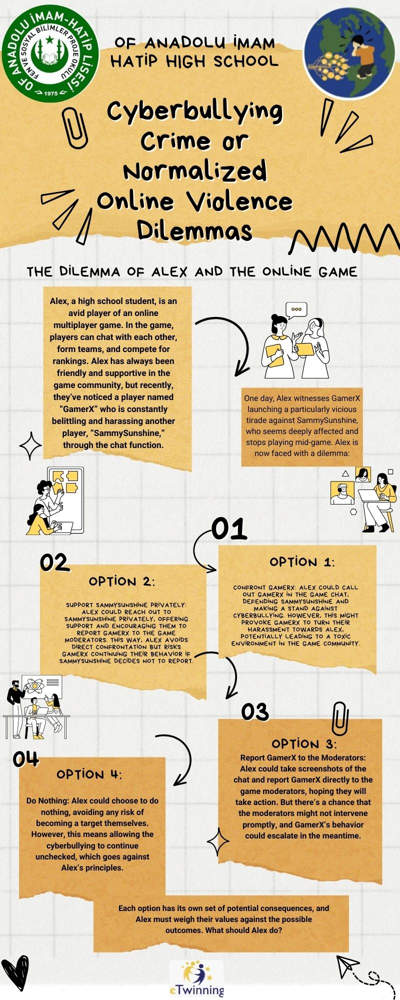 OF ANADOLU İMAM-HATİP LİSESİ
FEN VE SOSYAL BİLİMLER PROJE OKULU
1975
OF ANADOLU İMAM
HATİP HIGH SCHOOL
Cyberbullying
Crime or
Normalized
Online Violence
Dilemmas
THE DİLEMMA OF ALEX AND THE ONLİNE GAME
Alex, a high school student, is an
avid player of an online
multiplayer game. In the game,
players can chat with each other,
form teams, and compete for
rankings. Alex has always been
friendly and supportive in the
game community, but recently,
they’ve noticed a player named
“GamerX” who is constantly
belittling and harassing another
player, “SammySunshine,”
through the chat function.
One day, Alex witnesses GamerX
launching a particularly vicious
tirade against SammySunshine,
who seems deeply affected and
stops playing mid-game. Alex is
now faced with a dilemma:
01
OPTİON 1:
CONFRONT GAMERX: ALEX COULD CALL
OUT GAMERX İN THE GAME CHAT,
DEFENDİNG SAMMYSUNSHİNE AND
MAKİNG A STAND AGAİNST
CYBERBULLYİNG. HOWEVER, THİS MİGHT
PROVOKE GAMERX TO TURN THEİR
HARASSMENT TOWARDS ALEX,
POTENTİALLY LEADİNG TO A TOXİC
ENVİRONMENT İN THE GAME COMMUNİTY.
02
OPTİON 2:
SUPPORT SAMMYSUNSHİNE PRİVATELY:
ALEX COULD REACH OUT TO
SAMMYSUNSHİNE PRİVATELY, OFFERİNG
SUPPORT AND ENCOURAGİNG THEM TO
REPORT GAMERX TO THE GAME
MODERATORS. THİS WAY, ALEX AVOİDS
DİRECT CONFRONTATİON BUT RİSKS
GAMERX CONTİNUİNG THEİR BEHAVİOR İF
SAMMYSUNSHİNE DECİDES NOT TO REPORT.
03
OPTİON 3:
Report GamerX to the Moderators:
Alex could take screenshots of the
chat and report GamerX directly to the
game moderators, hoping they will
take action. But there’s a chance that
the moderators might not intervene
promptly, and GamerX’s behavior
could escalate in the meantime.
04
OPTİON 4:
Do Nothing: Alex could choose to do
nothing, avoiding any risk of
becoming a target themselves.
However, this means allowing the
cyberbullying to continue
unchecked, which goes against
Alex’s principles.
Each option has its own set of potential consequences, and
Alex must weigh their values against the possible
outcomes. What should Alex do?
eTwinning